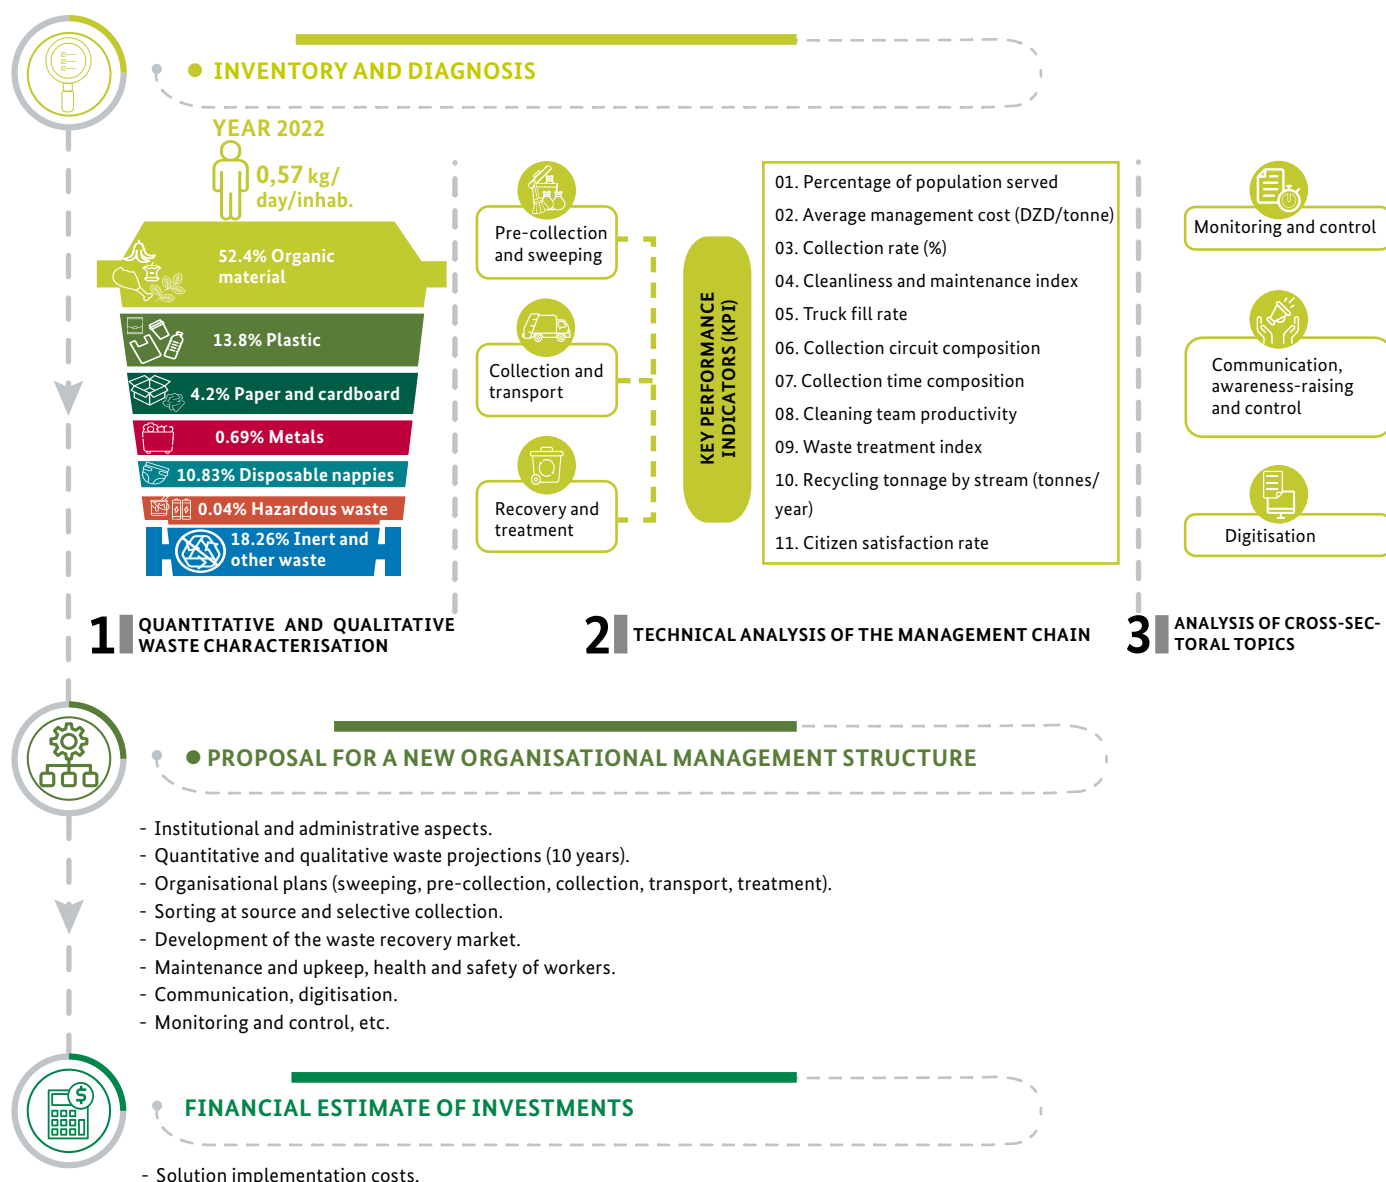 INVENTORY AND DIAGNOSIS
YEAR 2022
0,57 kg/
day/inhab.
52.4% Organic
material
13.8% Plastic
4.2% Paper and cardboard
0.69% Metals
10.83% Disposable nappies
0.04% Hazardous waste
18.26% Inert and
other waste
1 QUANTITATIVE AND QUALITATIVE
WASTE CHARACTERISATION
Pre-collection
and sweeping
Collection and
transport
Recovery and
treatment
KEY PERFORMANCE
INDICATORS (KPI)
01. Percentage of population served
02. Average management cost (DZD/tonne)
03. Collection rate (%)
04. Cleanliness and maintenance index
05. Truck fill rate
06. Collection circuit composition
07. Collection time composition
08. Cleaning team productivity
09. Waste treatment index
10. Recycling tonnage by stream (tonnes/
year)
11. Citizen satisfaction rate
2 TECHNICAL ANALYSIS OF THE MANAGEMENT CHAIN
Monitoring and control
Communication,
awareness-raising
and control
Digitisation
3 ANALYSIS OF CROSS-SEC-
TORAL TOPICS
PROPOSAL FOR A NEW ORGANISATIONAL MANAGEMENT STRUCTURE
- Institutional and administrative aspects.
- Quantitative and qualitative waste projections (10 years).
- Organisational plans (sweeping, pre-collection, collection, transport, treatment).
- Sorting at source and selective collection.
- Development of the waste recovery market.
- Maintenance and upkeep, health and safety of workers.
- Communication, digitisation.
- Monitoring and control, etc.
$
FINANCIAL ESTIMATE OF INVESTMENTS
- Solution implementation costs.